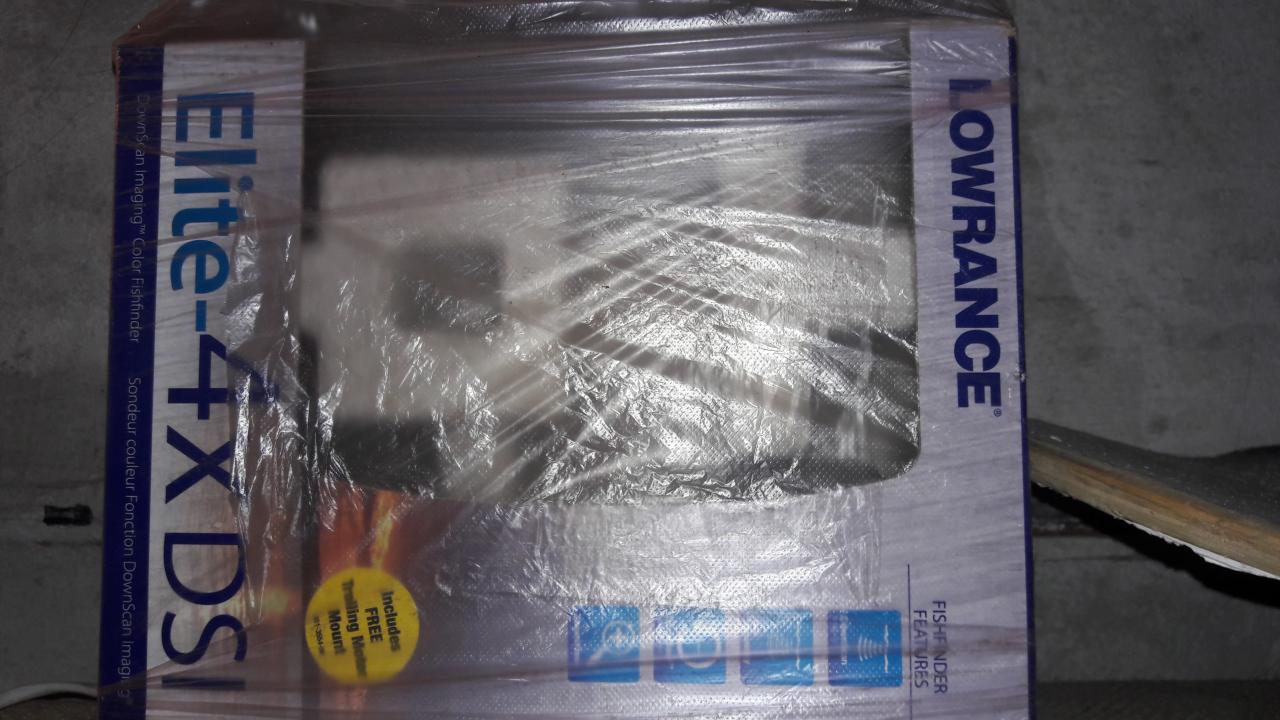 LOWRANCE®
FISHFINDER
FEATURES
Includes
FREE
Trolling Motor
Mount
Elite-4x DSI
DownScan Imaging™ Color Fishfinder
Sondeur couleur Fonction DownScan Imaging™